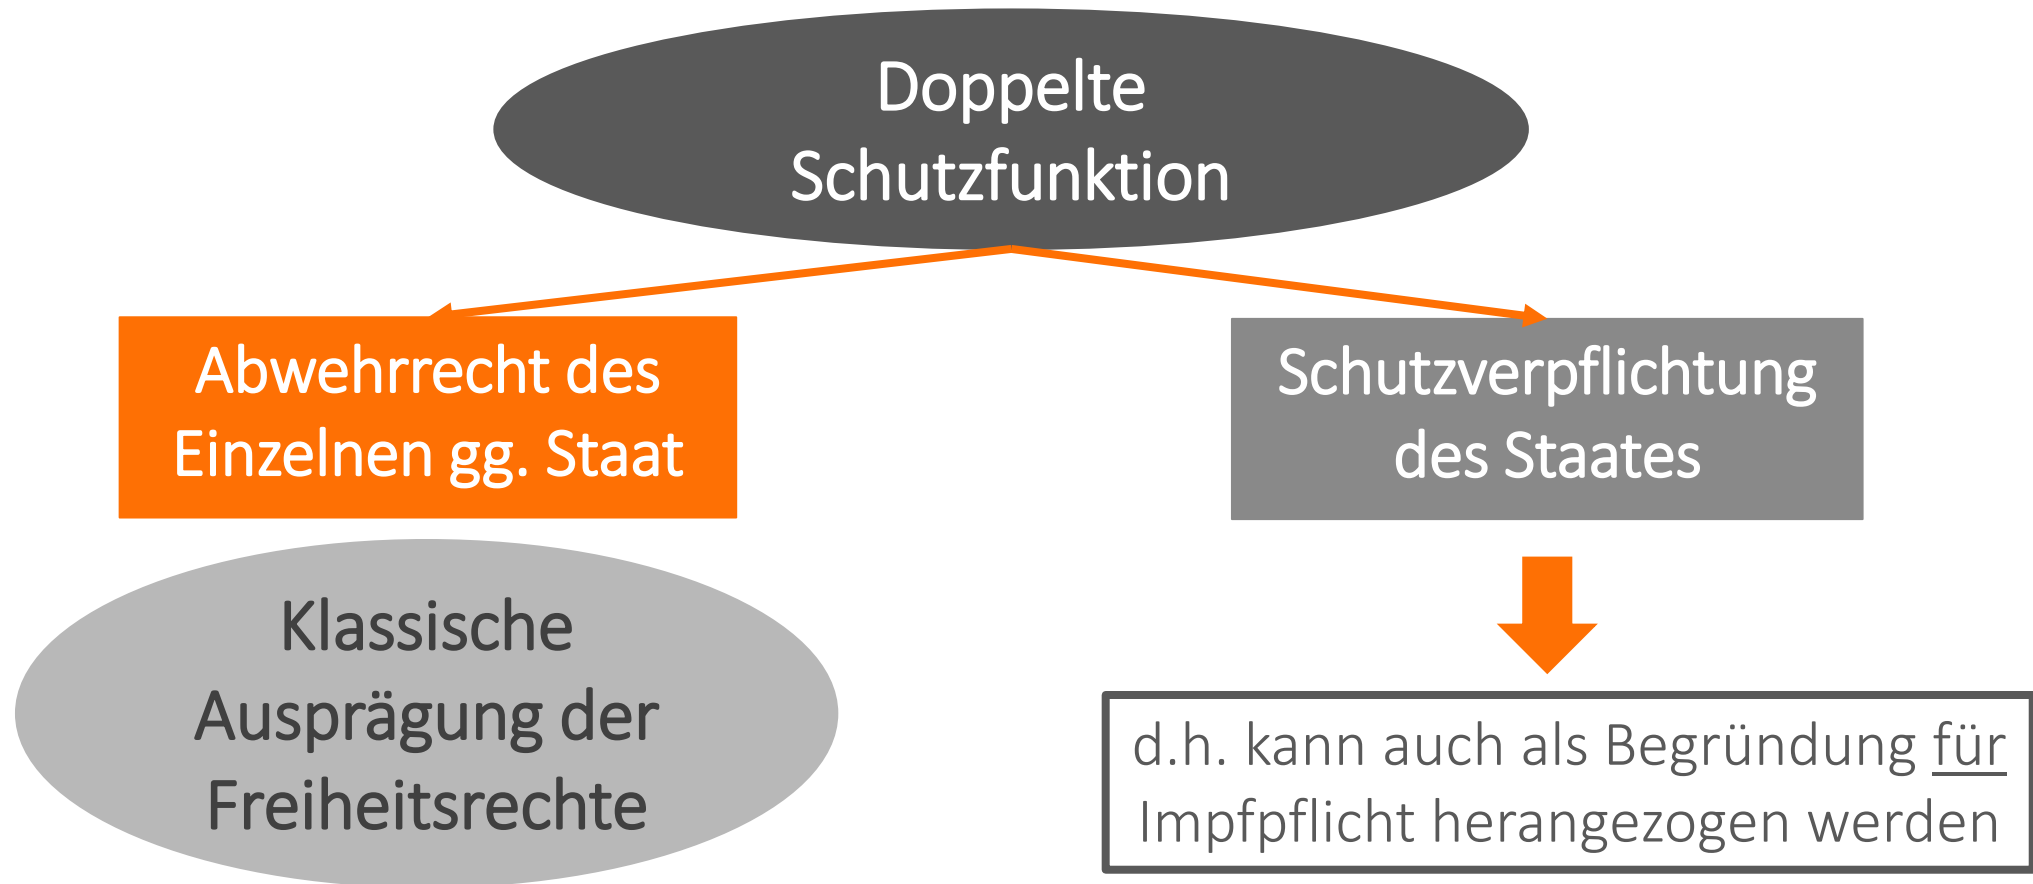 Doppelte
Schutzfunktion
Abwehrrecht des
Einzelnen gg. Staat
Schutzverpflichtung
des Staates
Klassische
Ausprägung der
Freiheitsrechte
d.h. kann auch als Begründung für
Impfpflicht herangezogen werden